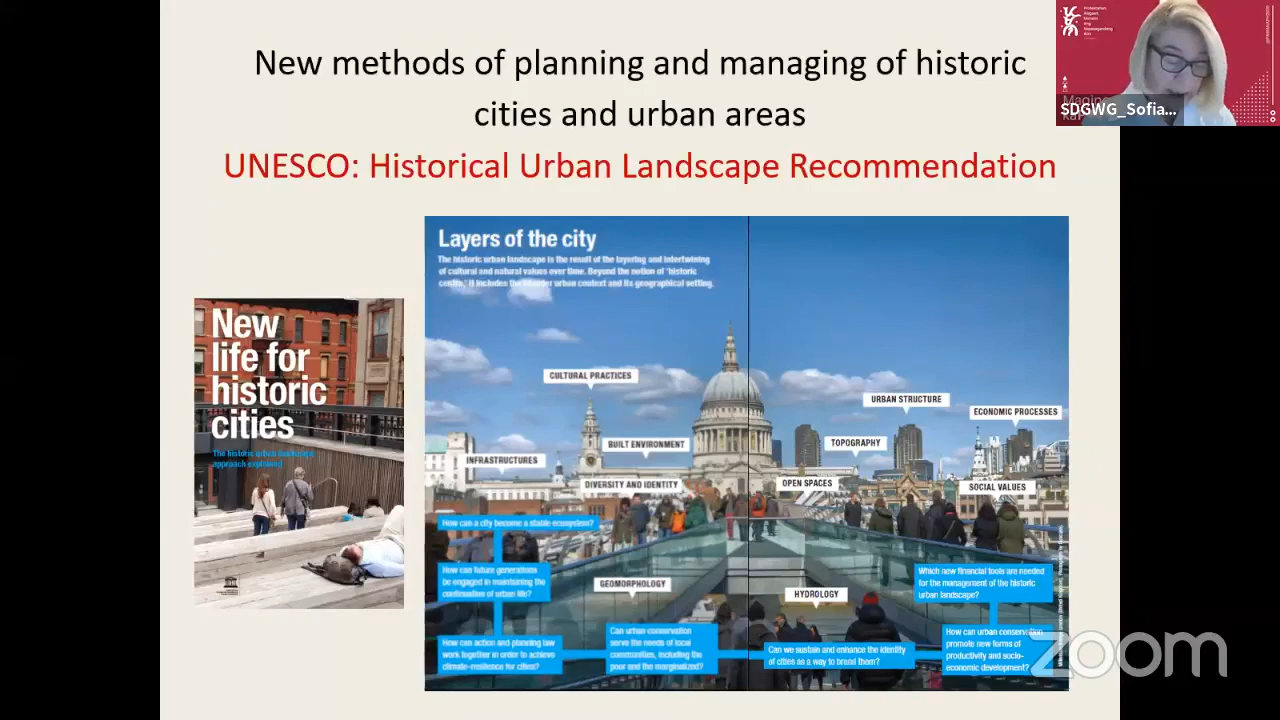 New methods of planning and managing of historic
cities and urban areas
UNESCO: Historical Urban Landscape Recommendation
SDGWG_Sofia...
New
life for
historic
cities
The historic urban landscape
approach explained
Layers of the city
The historic urban landscape is the result of the layering and intertwining
of cultural and natural values over time. Beyond the notion of 'historic
centre,' it includes the broader urban context and its geographical setting.
CULTURAL PRACTICES
URBAN STRUCTURE
ECONOMIC PROCESSES
BUILT ENVIRONMENT
TOPOGRAPHY
INFRASTRUCTURES
DIVERSITY AND IDENTITY
OPEN SPACES
SOCIAL VALUES
How can a city become a stable ecosystem?
How can future generations
be engaged in maintaining the
continuation of urban life?
GEOMORPHOLOGY
HYDROLOGY
Which new financial tools are needed
for the management of the historic
urban landscape?
How can action and planning law
work together in order to achieve
climate-resilience for cities?
Can urban conservation
serve the needs of local
communities, including the
poor and the marginalized?
Can we sustain and enhance the identity
of cities as a way to brand them?
How can urban conservation
promote new forms of
productivity and socio-
economic development?
zoom